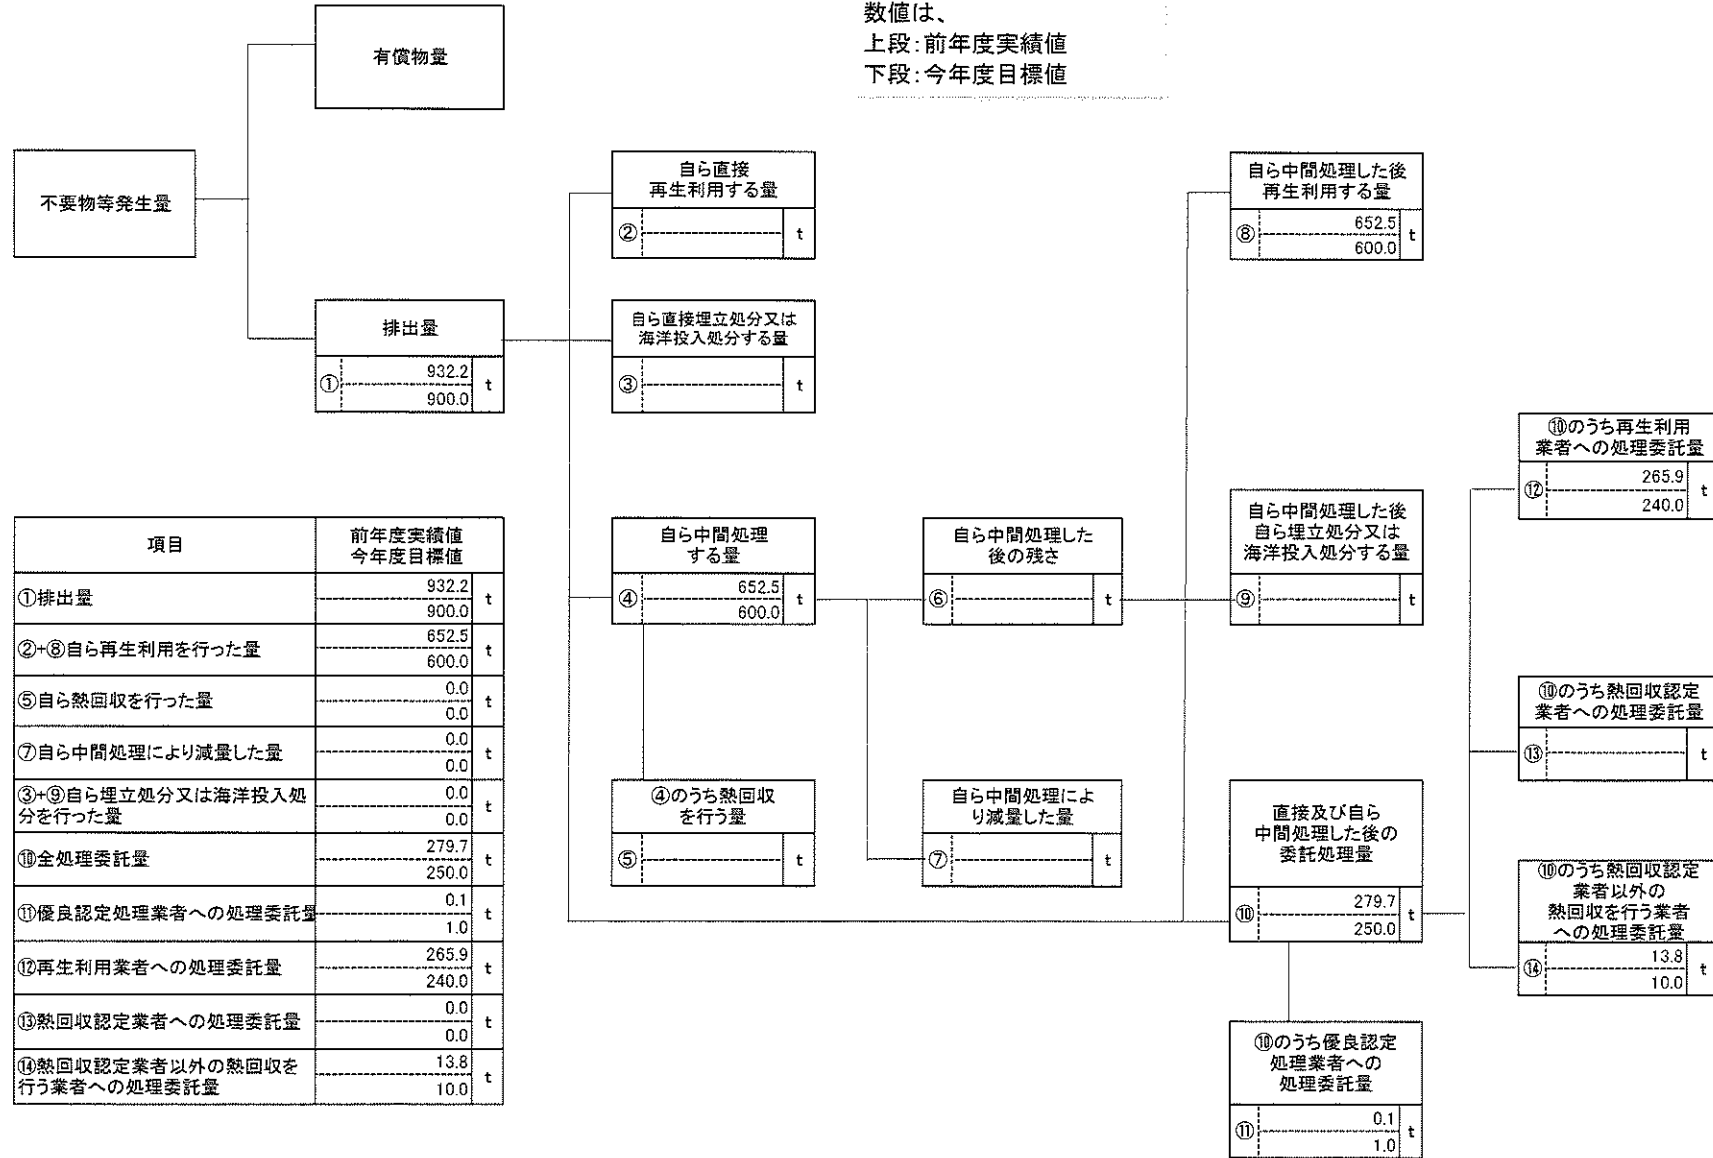 数値は、
上段：前年度実績値
下段：今年度目標値
有償物量
不要物等発生量
排出量
① 932.2 t
900.0
自ら直接
再生利用する量
② t
自ら直接埋立処分又は
海洋投入処分する量
③ t
自ら中間処理
する量
④ 652.5 t
600.0
④のうち熱回収
を行う量
⑤ t
自ら中間処理した
後の残さ
⑥ t
自ら中間処理によ
り減量した量
⑦ t
自ら中間処理した後
再生利用する量
⑧ 652.5 t
600.0
自ら中間処理した後
自ら埋立処分又は
海洋投入処分する量
⑨ t
直接及び自ら
中間処理した後の
委託処理量
⑩ 279.7 t
250.0
⑩のうち優良認定
処理業者への
処理委託量
⑪ 0.1 t
1.0
⑩のうち再生利用
業者への処理委託量
⑫ 265.9 t
240.0
⑩のうち熱回収認定
業者への処理委託量
⑬ t
⑩のうち熱回収認定
業者以外の
熱回収を行う業者
への処理委託量
⑭ 13.8 t
10.0
項目 前年度実績値
今年度目標値
①排出量 932.2 t
900.0
②+⑧自ら再生利用を行った量 652.5 t
600.0
⑤自ら熱回収を行った量 0.0 t
0.0
⑦自ら中間処理により減量した量 0.0 t
0.0
③+⑨自ら埋立処分又は海洋投入処
分を行った量 0.0 t
0.0
⑩全処理委託量 279.7 t
250.0
⑪優良認定処理業者への処理委託量 0.1 t
1.0
⑫再生利用業者への処理委託量 265.9 t
240.0
⑬熱回収認定業者への処理委託量 0.0 t
0.0
⑭熱回収認定業者以外の熱回収を
行う業者への処理委託量 13.8 t
10.0